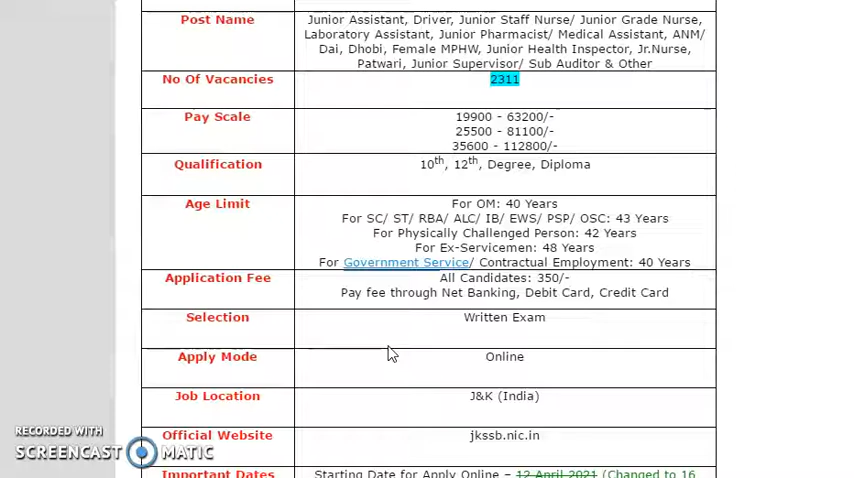 Post Name
Junior Assistant, Driver, Junior Staff Nurse/ Junior Grade Nurse,
Laboratory Assistant, Junior Pharmacist/ Medical Assistant, ANM/
Dai, Dhobi, Female MPHW, Junior Health Inspector, Jr.Nurse,
Patwari, Junior Supervisor/ Sub Auditor & Other
No Of Vacancies
2311
Pay Scale
19900 - 63200/-
25500 - 81100/-
35600 - 112800/-
Qualification
10th, 12th, Degree, Diploma
Age Limit
For OM: 40 Years
For SC/ ST/ RBA/ ALC/ IB/ EWS/ PSP/ OSC: 43 Years
For Physically Challenged Person: 42 Years
For Ex-Servicemen: 48 Years
For Government Service/ Contractual Employment: 40 Years
Application Fee
All Candidates: 350/-
Pay fee through Net Banking, Debit Card, Credit Card
Selection
Written Exam
Apply Mode
Online
Job Location
J&K (India)
Official Website
jkssb.nic.in
Important Dates
Starting Date for Apply Online – 12 April 2021 (Changed to 16
RECORDED WITH
SCREENCAST MATIC